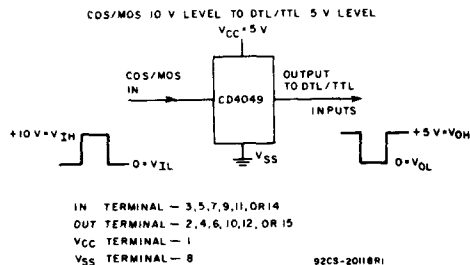 COS/MOS 10 V LEVEL TO DTL/TTL 5 V LEVEL
VCC = 5 V
COS/MOS
IN
CD4049
OUTPUT
TO DTL/TTL
INPUTS
VSS
+10 V = VIH
0 = VIL
+5 V = VOH
0 = VOL
IN TERMINAL – 3,5,7,9,11, OR 14
OUT TERMINAL – 2,4,6,10,12, OR 15
VCC TERMINAL – 1
VSS TERMINAL – 8
92CS-20118R1